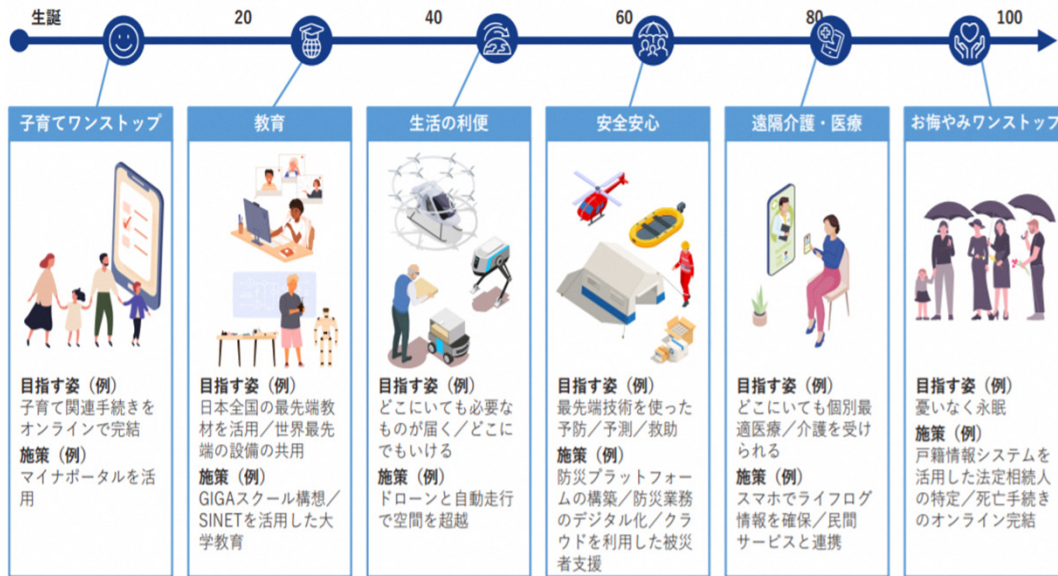 生誕
20
40
60
80
100
子育てワンストップ
目指す姿（例）
子育て関連手続きを
オンラインで完結
施策（例）
マイナポータルを活
用
教育
目指す姿（例）
日本全国の最先端教
材を活用／世界最先
端の設備の共用
施策（例）
GIGAスクール構想／
SINETを活用した大
学教育
生活の利便
目指す姿（例）
どこにいても必要な
ものが届く／どこに
でもいける
施策（例）
ドローンと自動走行
で空間を超越
安全安心
目指す姿（例）
最先端技術を使った
予防／予測／救助
施策（例）
防災プラットフォー
ムの構築／防災業務
のデジタル化／クラ
ウドを利用した被災
者支援
遠隔介護・医療
目指す姿（例）
どこにいても個別最
適医療／介護を受け
られる
施策（例）
スマホでライフログ
情報を確保／民間
サービスと連携
お悔やみワンストップ
目指す姿（例）
憂いなく永眠
施策（例）
戸籍情報システムを
活用した法定相続人
の特定／死亡手続き
のオンライン完結